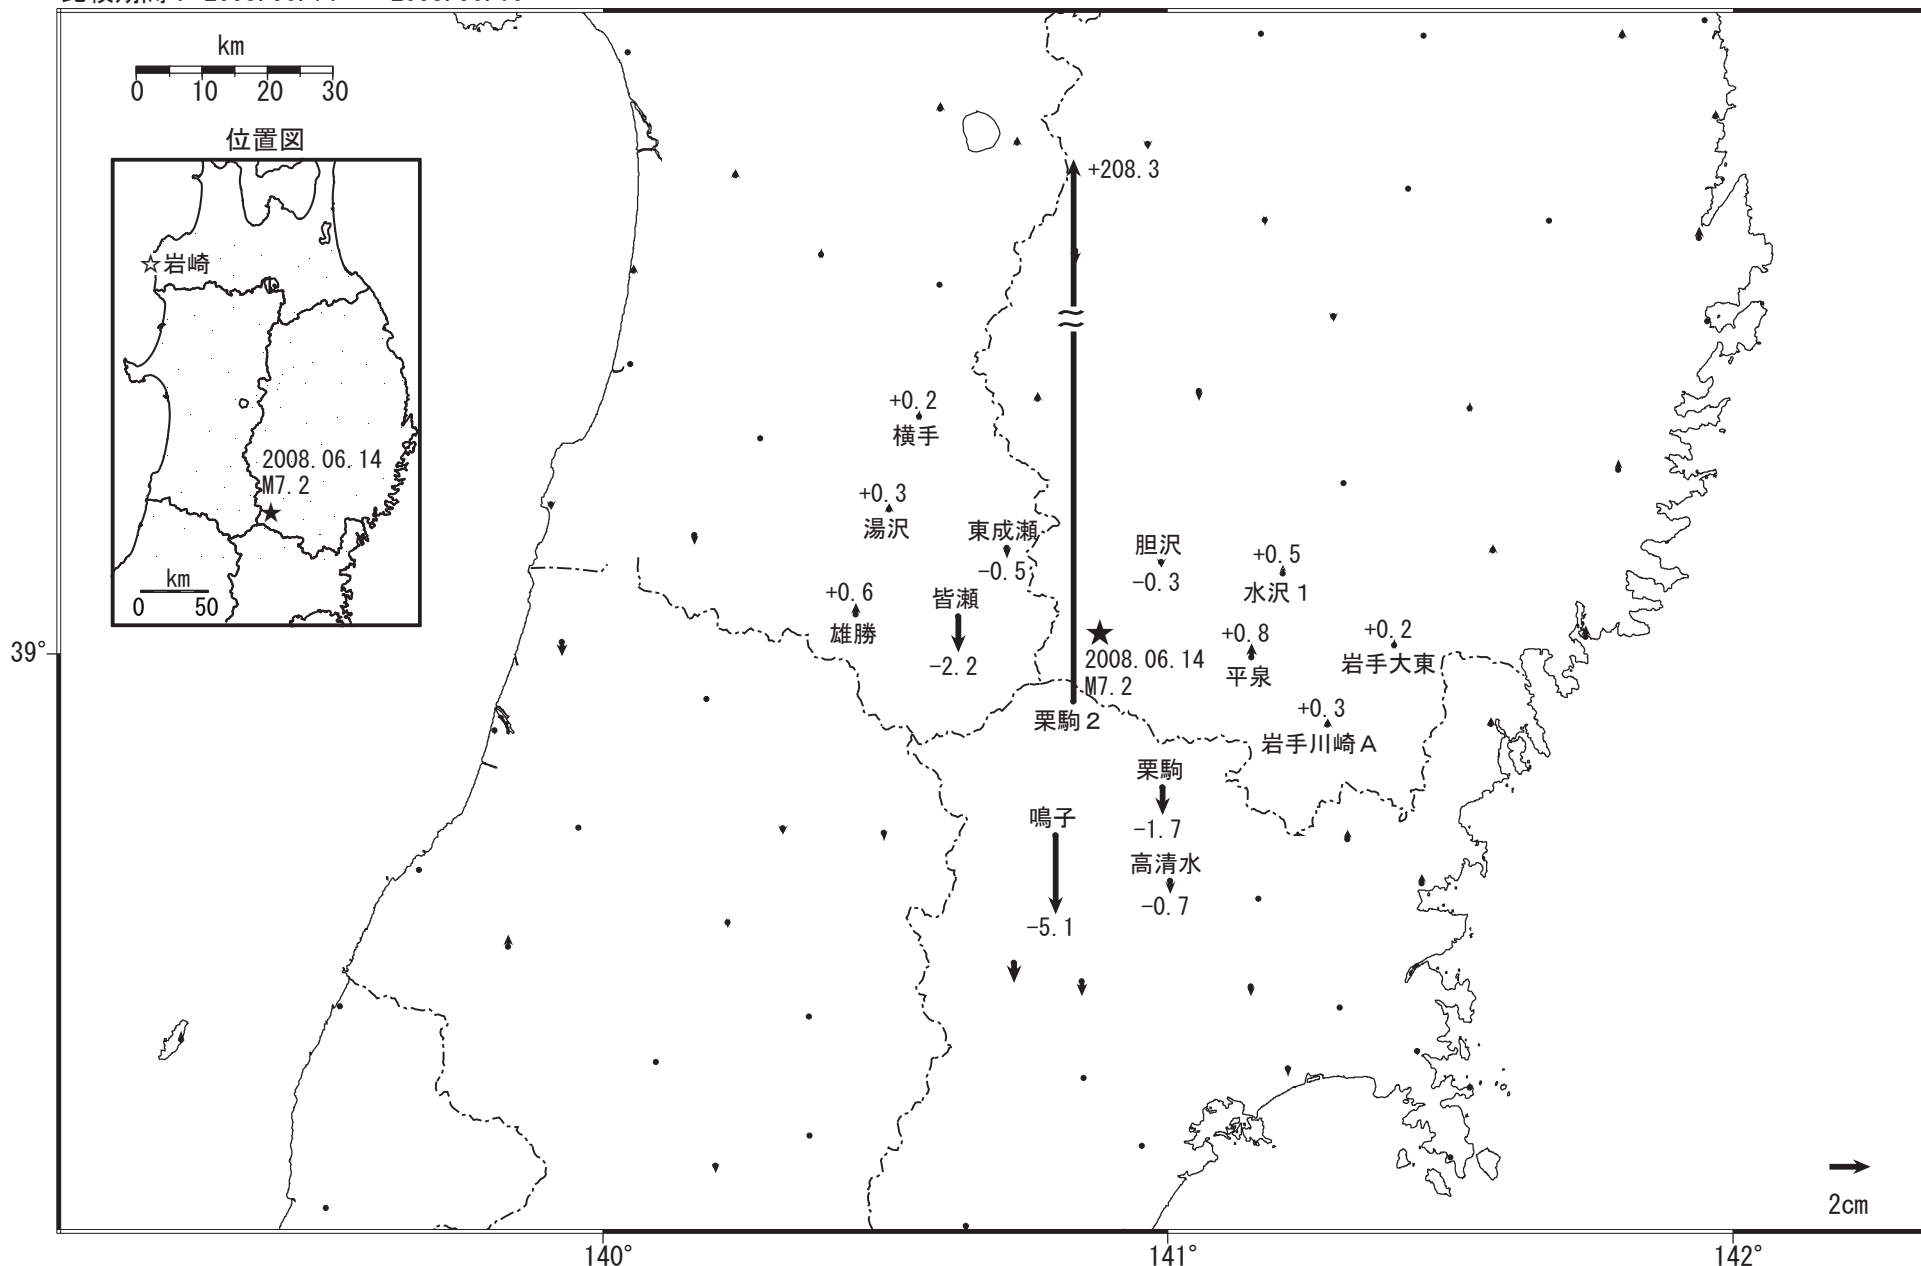 km
0 10 20 30
位置図
☆岩崎
2008.06.14
M7.2
km
0 50
+208.3
+0.2
横手
+0.3
湯沢
東成瀬
-0.5
胆沢
-0.3
+0.5
水沢1
+0.6
雄勝
皆瀬
-2.2
39°
2008.06.14
M7.2
+0.8
平泉
+0.2
岩手大東
栗駒2
+0.3
岩手川崎A
栗駒
-1.7
鳴子
-5.1
高清水
-0.7
2cm
140° 141° 142°